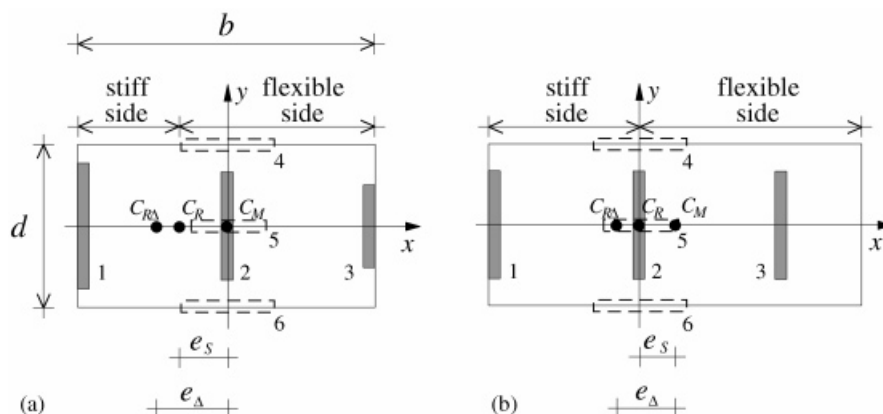 b
stiff side
flexible side
y
4
d
C_RΔ
C_R
C_M
x
1
2
5
3
6
e_S
(a)
e_Δ
stiff side
flexible side
y
4
C_RΔ
C_R
C_M
x
1
2
5
3
6
e_S
(b)
e_Δ